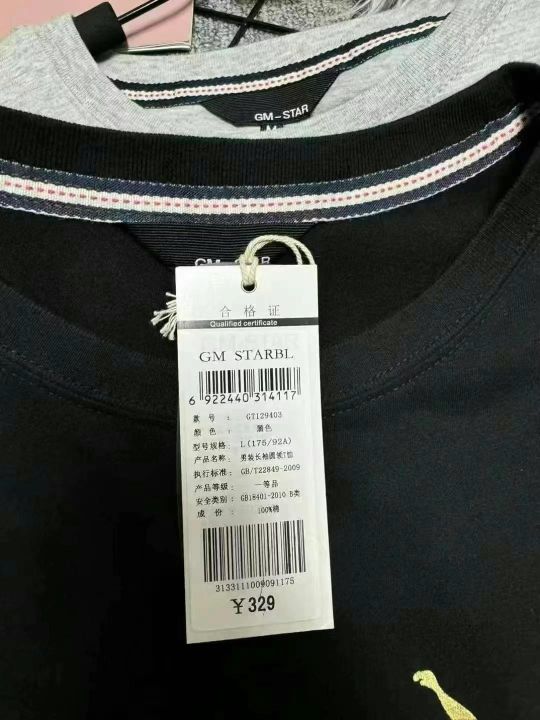 GM-STAR
M
GM-STAR
合格证
Qualified certificate
GM STARBL
6 922440 314117
款号: GT129403
颜色: 黑色
型号规格: L(175/92A)
产品名称: 男装长袖圆领T恤
执行标准: GB/T22849-2009
产品等级: 一等品
安全类别: GB18401-2010 B类
成份: 100%棉
3133111009091175
¥329